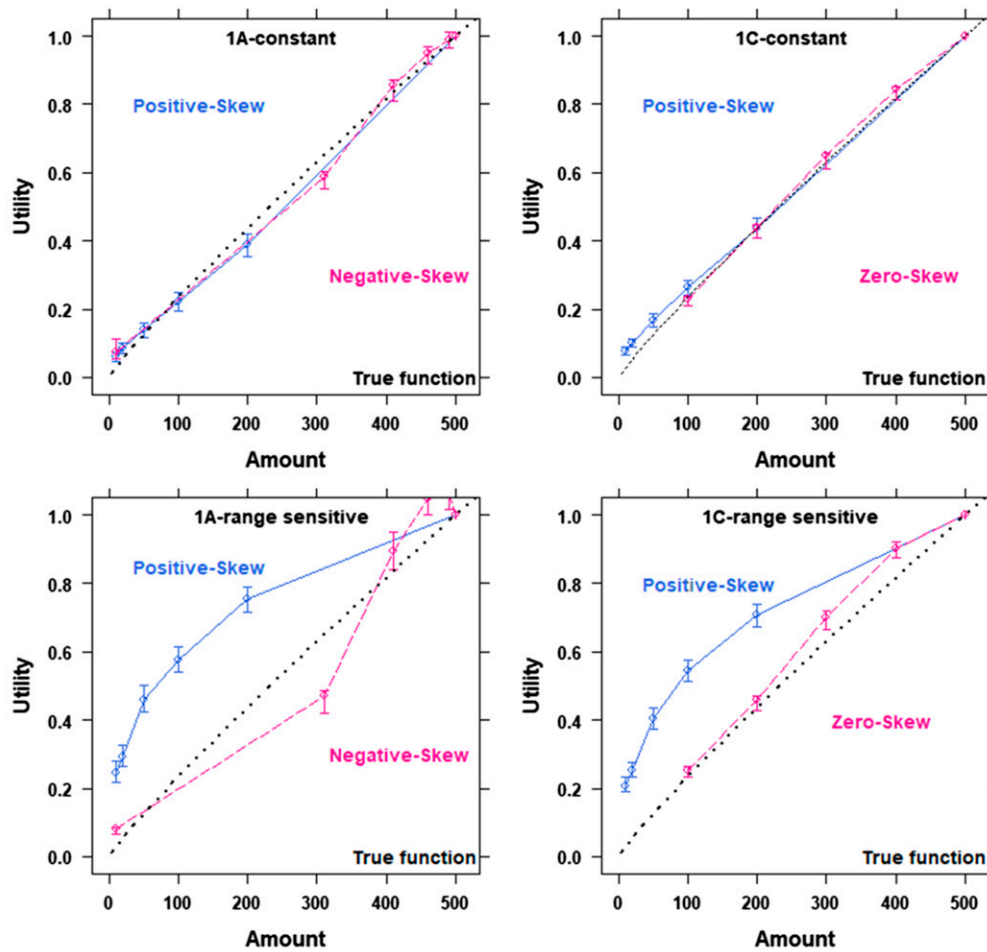 1A-constant
1.0
0.8
0.6
0.4
0.2
0.0
Utility
Positive-Skew
Negative-Skew
True function
0 100 200 300 400 500
Amount
1C-constant
1.0
0.8
0.6
0.4
0.2
0.0
Utility
Positive-Skew
Zero-Skew
True function
0 100 200 300 400 500
Amount
1A-range sensitive
1.0
0.8
0.6
0.4
0.2
0.0
Utility
Positive-Skew
Negative-Skew
True function
0 100 200 300 400 500
Amount
1C-range sensitive
1.0
0.8
0.6
0.4
0.2
0.0
Utility
Positive-Skew
Zero-Skew
True function
0 100 200 300 400 500
Amount